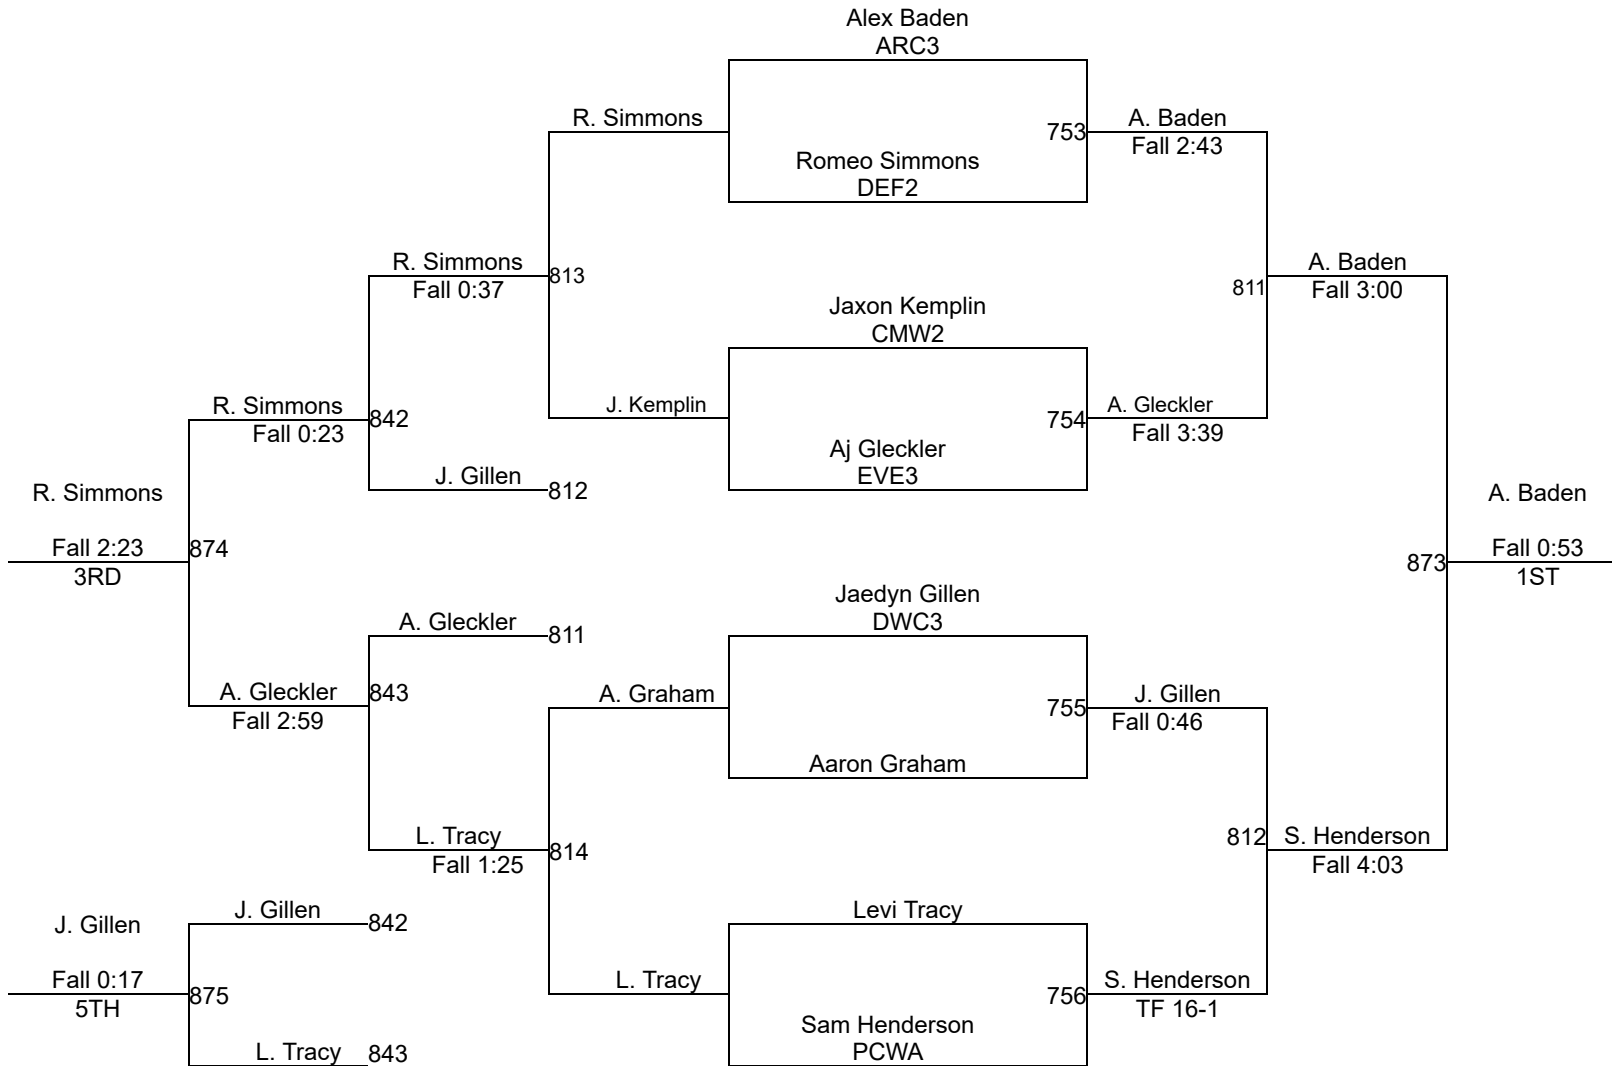 Alex Baden
ARC3
R. Simmons
753
A. Baden
Fall 2:43
Romeo Simmons
DEF2
R. Simmons
Fall 0:37
813
A. Baden
Fall 3:00
811
Jaxon Kemplin
CMW2
J. Kemplin
754
A. Gleckler
Fall 3:39
R. Simmons
Fall 0:23
842
Aj Gleckler
EVE3
J. Gillen
812
R. Simmons
Fall 2:23
3RD
874
A. Baden
Fall 0:53
1ST
873
Jaedyn Gillen
DWC3
A. Gleckler
811
A. Gleckler
Fall 2:59
843
A. Graham
755
J. Gillen
Fall 0:46
Aaron Graham
L. Tracy
Fall 1:25
814
812
S. Henderson
Fall 4:03
Levi Tracy
J. Gillen
842
J. Gillen
Fall 0:17
5TH
875
L. Tracy
756
S. Henderson
TF 16-1
Sam Henderson
PCWA
L. Tracy
843